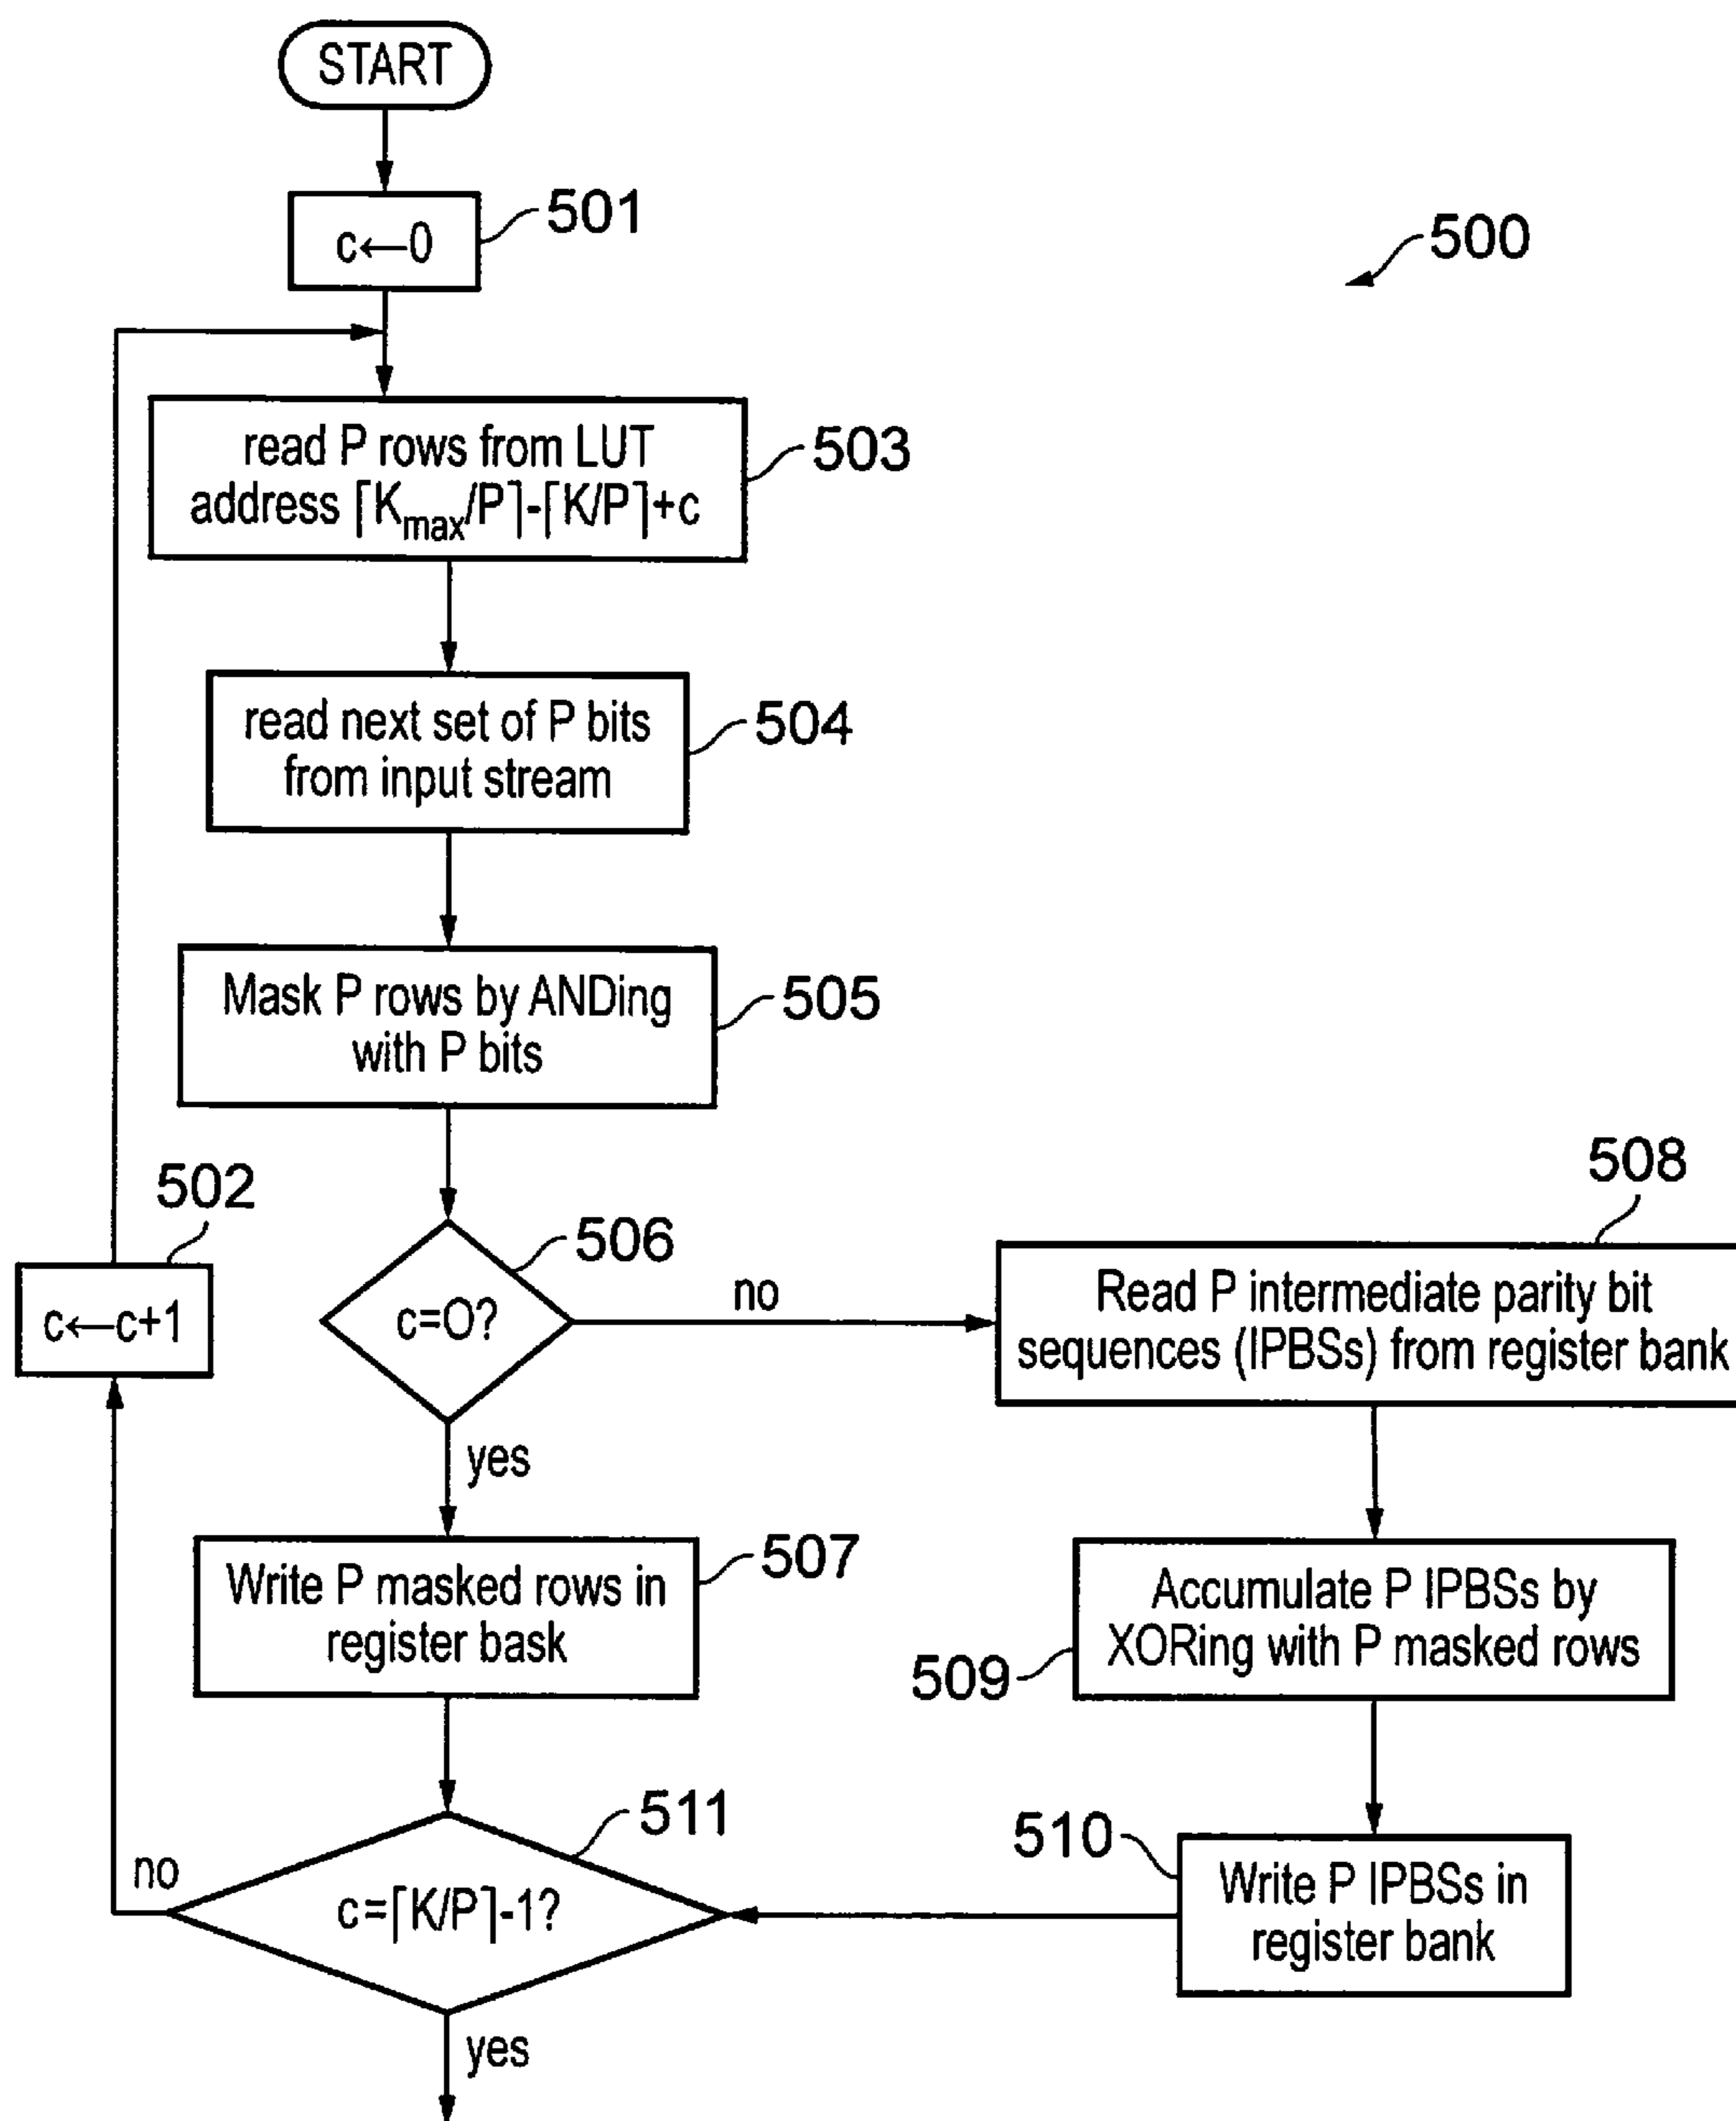 START
c←0
501
500
read P rows from LUT
address ⌈Kmax/P⌉-⌈K/P⌉+c
503
read next set of P bits
from input stream
504
Mask P rows by ANDing
with P bits
505
502
c←c+1
c=O?
506
no
yes
508
Read P intermediate parity bit
sequences (IPBSs) from register bank
Write P masked rows in
register bask
507
Accumulate P IPBSs by
XORing with P masked rows
509
511
no
c=⌈K/P⌉-1?
510
Write P IPBSs in
register bank
yes